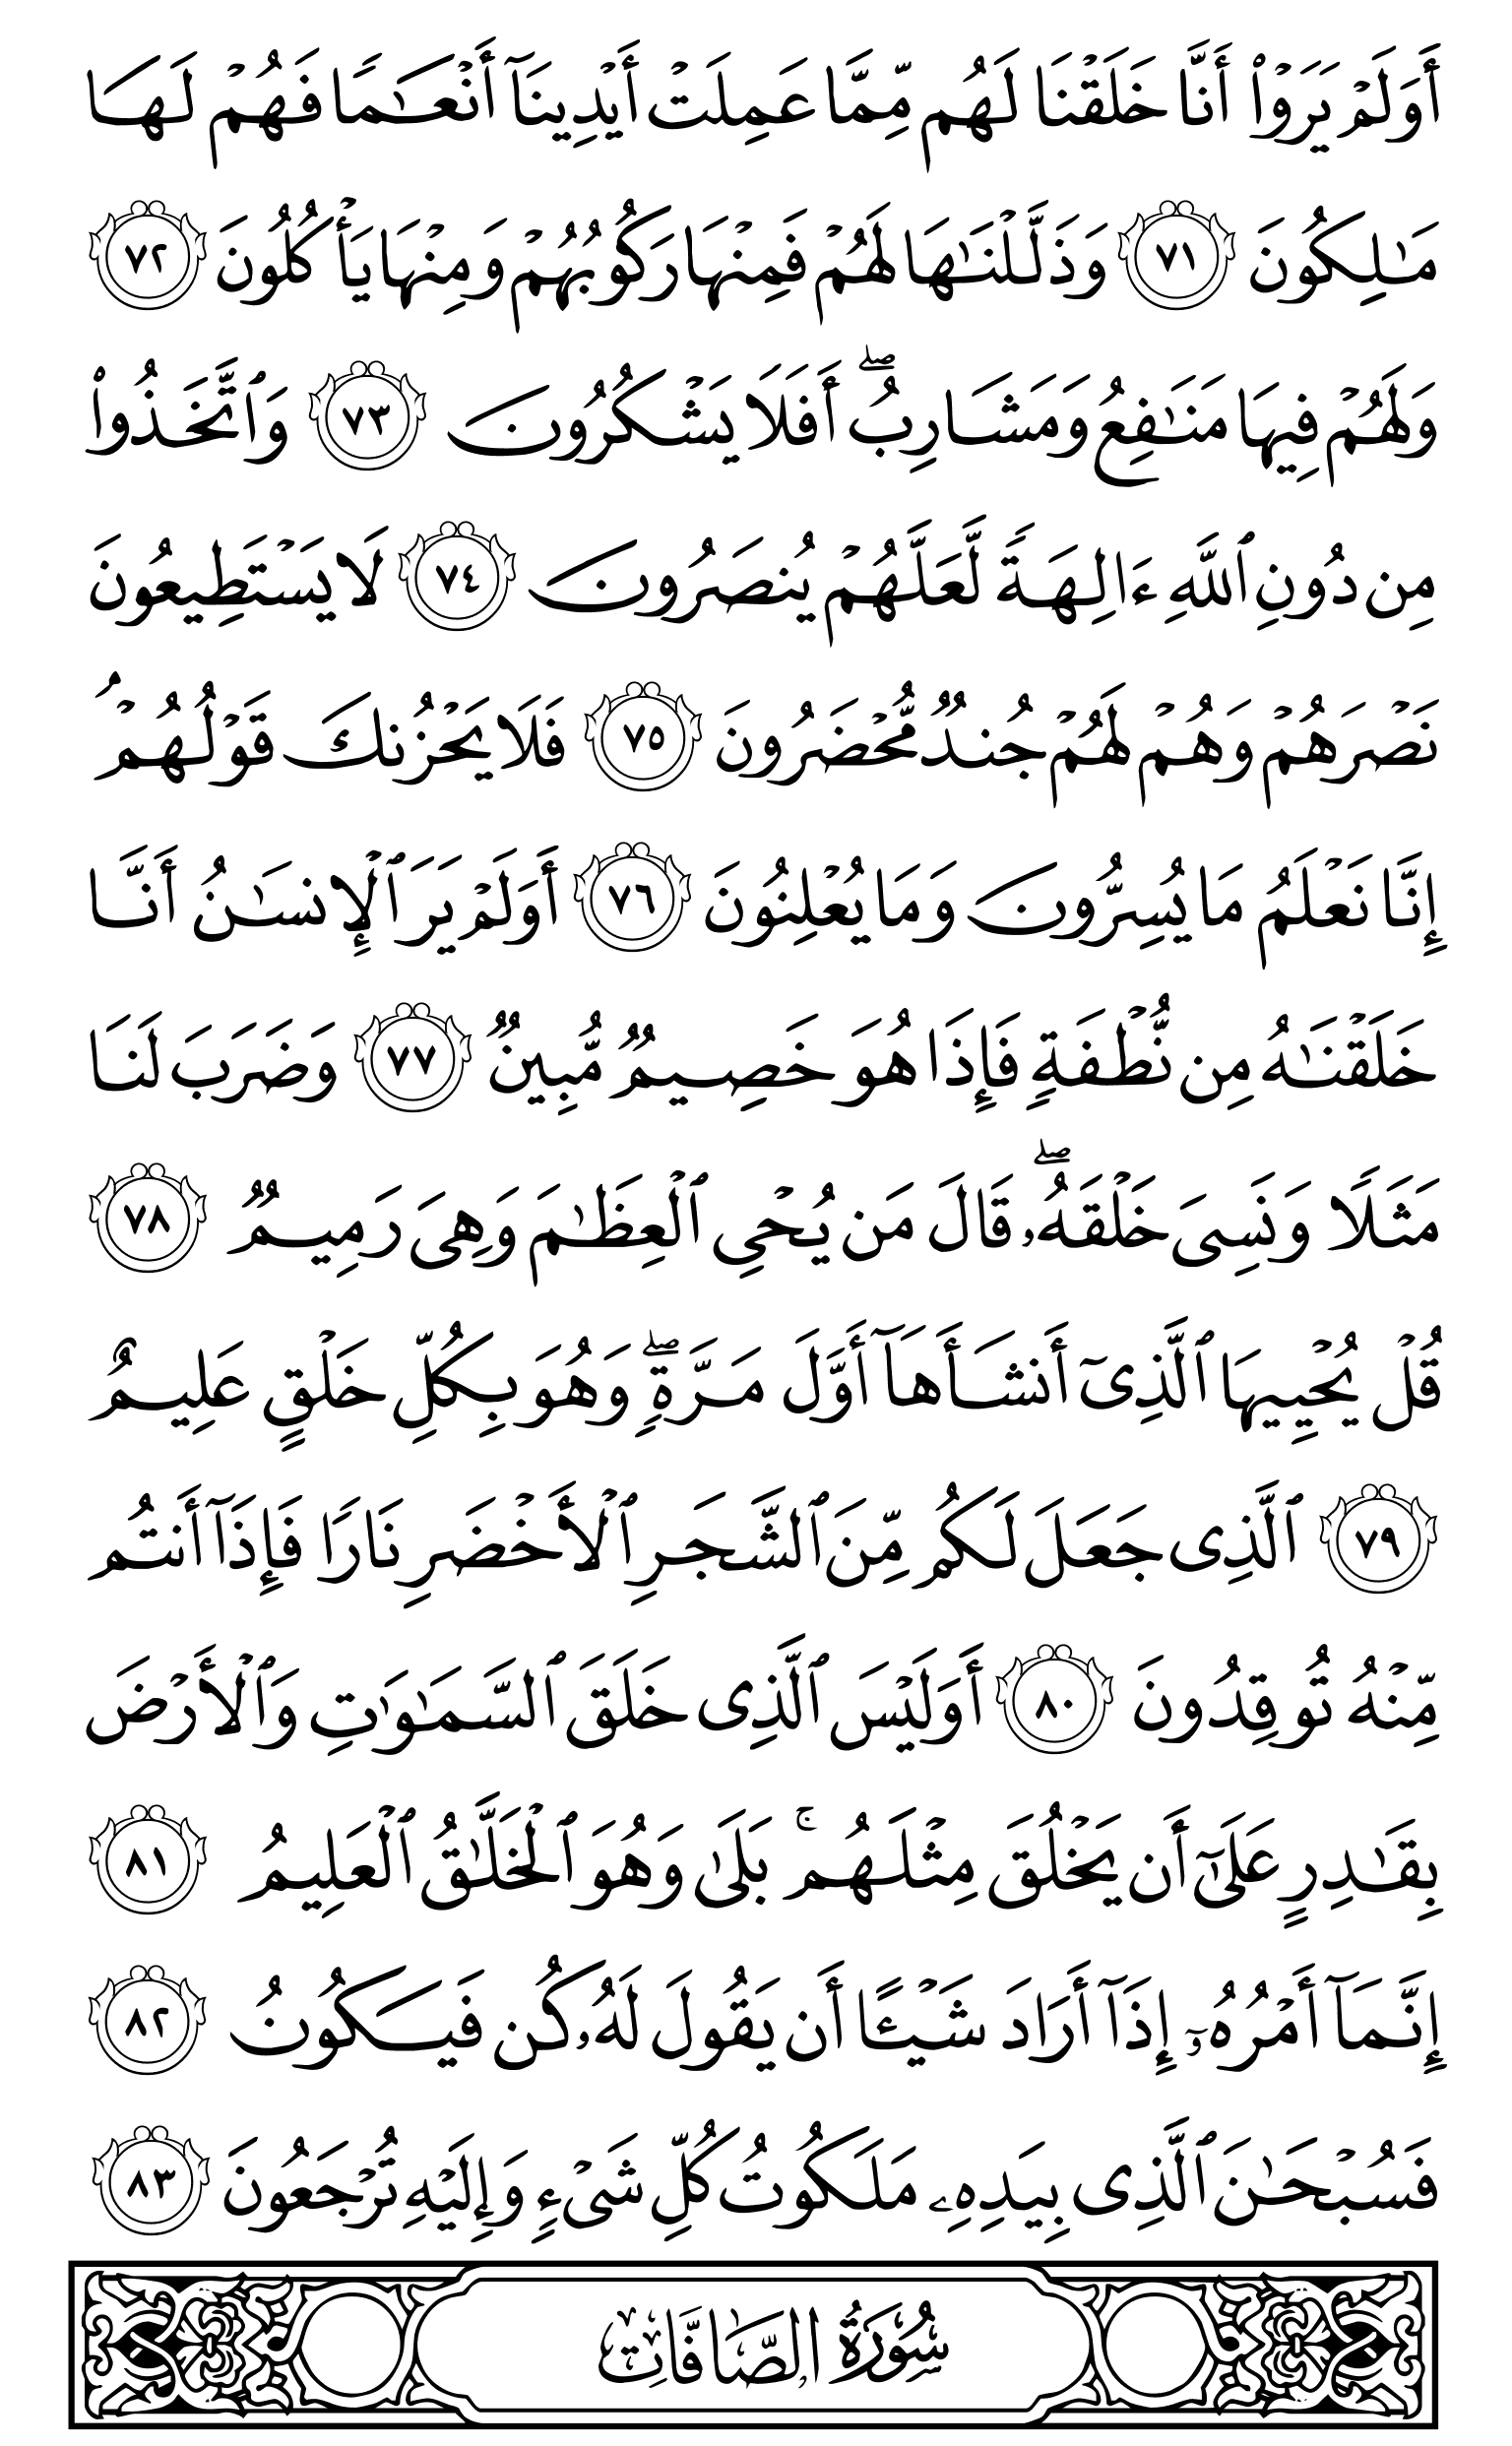 أَوَلَمْ يَرَوْا۟ أَنَّا خَلَقْنَا لَهُم مِّمَّا عَمِلَتْ أَيْدِينَآ أَنْعَـٰمًا فَهُمْ لَهَا
مَـٰلِكُونَ ٧١ وَذَلَّلْنَـٰهَا لَهُمْ فَمِنْهَا رَكُوبُهُمْ وَمِنْهَا يَأْكُلُونَ ٧٢
وَلَهُمْ فِيهَا مَنَـٰفِعُ وَمَشَارِبُ ۖ أَفَلَا يَشْكُرُونَ ٧٣ وَٱتَّخَذُوا۟
مِن دُونِ ٱللَّهِ ءَالِهَةً لَّعَلَّهُمْ يُنصَرُونَ ٧٤ لَا يَسْتَطِيعُونَ
نَصْرَهُمْ وَهُمْ لَهُمْ جُندٌ مُّحْضَرُونَ ٧٥ فَلَا يَحْزُنكَ قَوْلُهُمْ ۘ
إِنَّا نَعْلَمُ مَا يُسِرُّونَ وَمَا يُعْلِنُونَ ٧٦ أَوَلَمْ يَرَ ٱلْإِنسَـٰنُ أَنَّا
خَلَقْنَـٰهُ مِن نُّطْفَةٍ فَإِذَا هُوَ خَصِيمٌ مُّبِينٌ ٧٧ وَضَرَبَ لَنَا
مَثَلًا وَنَسِىَ خَلْقَهُۥ ۖ قَالَ مَن يُحْىِ ٱلْعِظَـٰمَ وَهِىَ رَمِيمٌ ٧٨
قُلْ يُحْيِيهَا ٱلَّذِىٓ أَنشَأَهَآ أَوَّلَ مَرَّةٍ ۖ وَهُوَ بِكُلِّ خَلْقٍ عَلِيمٌ
٧٩ ٱلَّذِى جَعَلَ لَكُم مِّنَ ٱلشَّجَرِ ٱلْأَخْضَرِ نَارًا فَإِذَآ أَنتُم
مِّنْهُ تُوقِدُونَ ٨٠ أَوَلَيْسَ ٱلَّذِى خَلَقَ ٱلسَّمَـٰوَٰتِ وَٱلْأَرْضَ
بِقَـٰدِرٍ عَلَىٰٓ أَن يَخْلُقَ مِثْلَهُم ۚ بَلَىٰ وَهُوَ ٱلْخَلَّـٰقُ ٱلْعَلِيمُ ٨١
إِنَّمَآ أَمْرُهُۥٓ إِذَآ أَرَادَ شَيْـًٔا أَن يَقُولَ لَهُۥ كُن فَيَكُونُ ٨٢
فَسُبْحَـٰنَ ٱلَّذِى بِيَدِهِۦ مَلَكُوتُ كُلِّ شَىْءٍ وَإِلَيْهِ تُرْجَعُونَ ٨٣
سُورَةُ الصَّافَّاتِ